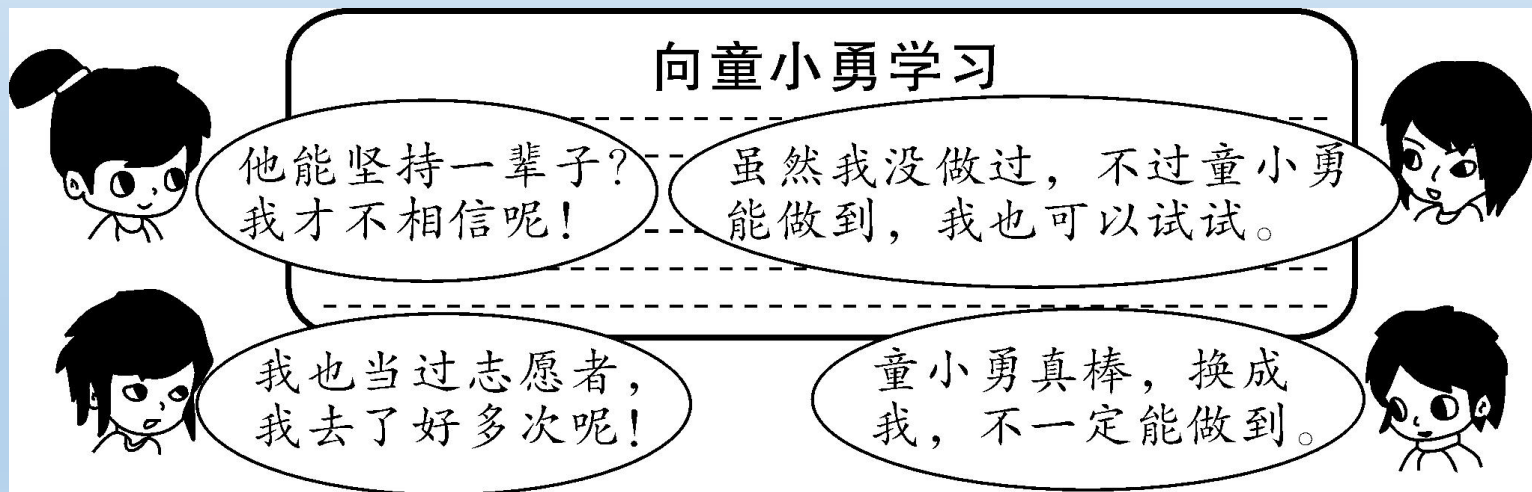 向童小勇学习
他能坚持一辈子?
我才不相信呢!
虽然我没做过，不过童小勇
能做到，我也可以试试。
我也当过志愿者，
我去了好多次呢!
童小勇真棒，换成
我，不一定能做到。